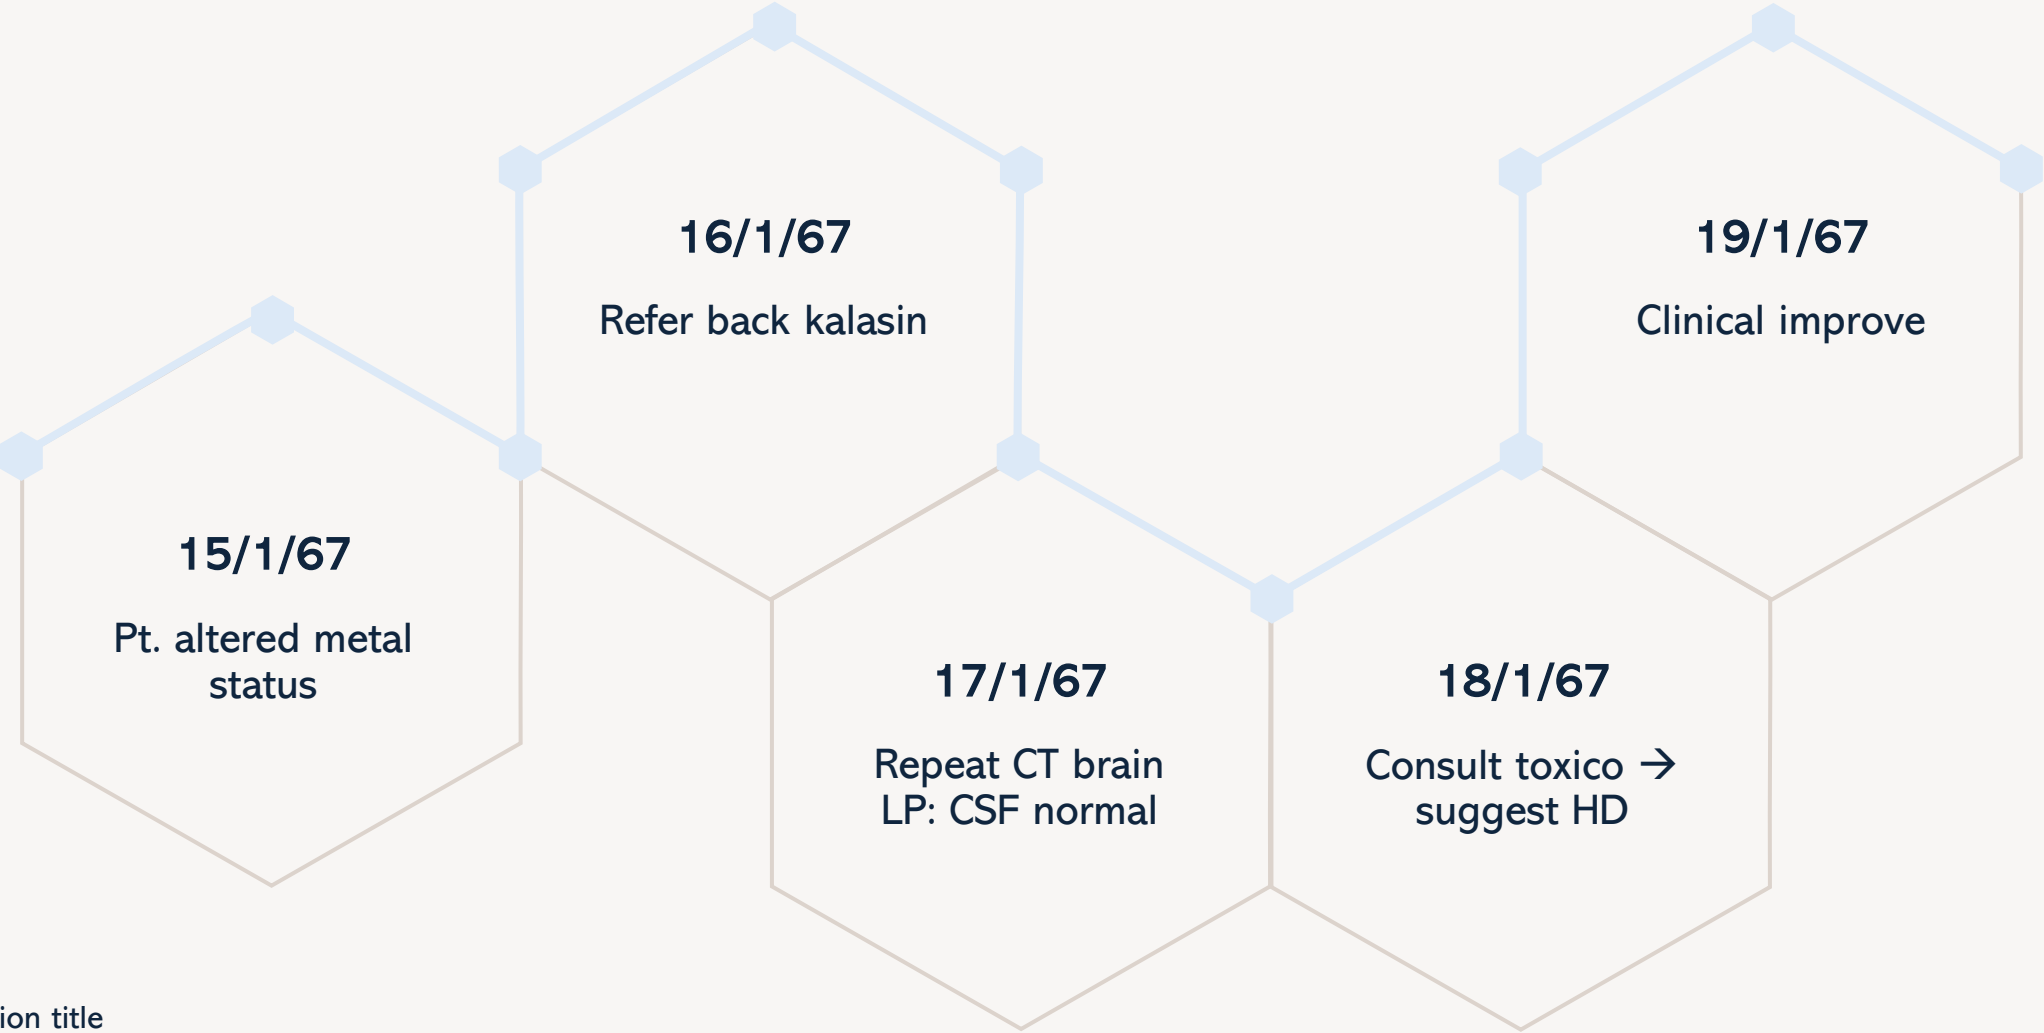 15/1/67
Pt. altered metal
status
16/1/67
Refer back kalasin
17/1/67
Repeat CT brain
LP: CSF normal
18/1/67
Consult toxico →
suggest HD
19/1/67
Clinical improve
ion title